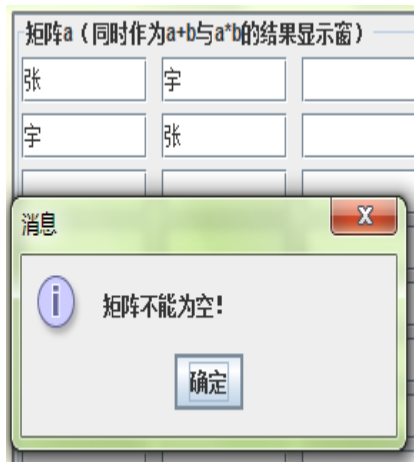 矩阵a（同时作为a+b与a*b的结果显示窗）
张 宇
宇 张
消息
矩阵不能为空!
确定